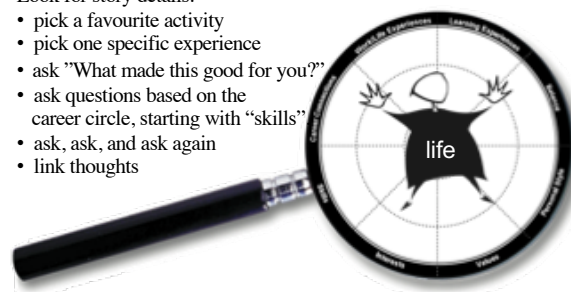 Look for story details:
• pick a favourite activity
• pick one specific experience
• ask ”What made this good for you?”
• ask questions based on the
career circle, starting with “skills”
• ask, ask, and ask again
• link thoughts
Work/Life Experiences
Learning Experiences
Career Connections
Personal Style
Skills
Interests
Values
life